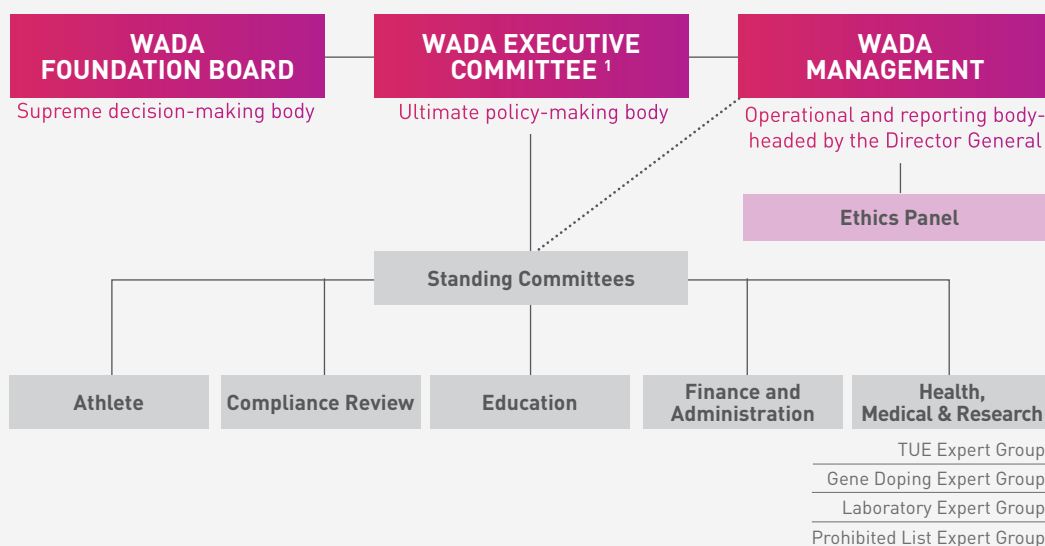 WADA
FOUNDATION BOARD
WADA EXECUTIVE
COMMITTEE 1
WADA
MANAGEMENT
Supreme decision-making body
Ultimate policy-making body
Operational and reporting body-
headed by the Director General
Ethics Panel
Standing Committees
Athlete
Compliance Review
Education
Finance and
Administration
Health,
Medical & Research
TUE Expert Group
Gene Doping Expert Group
Laboratory Expert Group
Prohibited List Expert Group